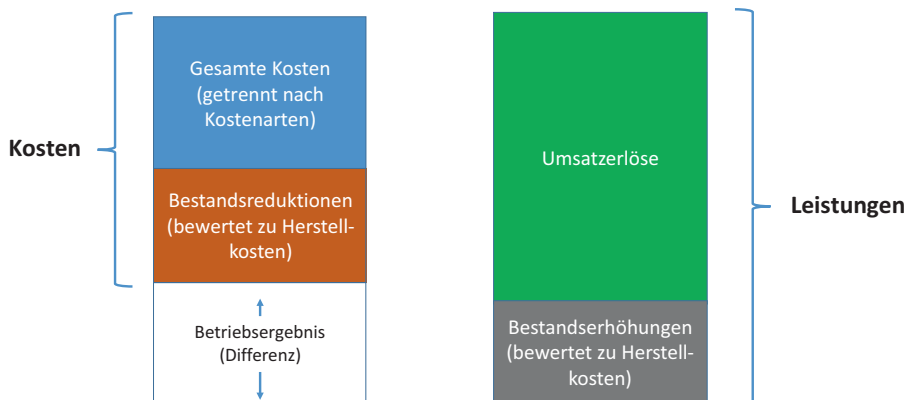 Kosten
Gesamte Kosten
(getrennt nach
Kostenarten)
Bestandsreduktionen
(bewertet zu Herstell-
kosten)
Betriebsergebnis
(Differenz)
Umsatzerlöse
Bestandserhöhungen
(bewertet zu Herstell-
kosten)
Leistungen